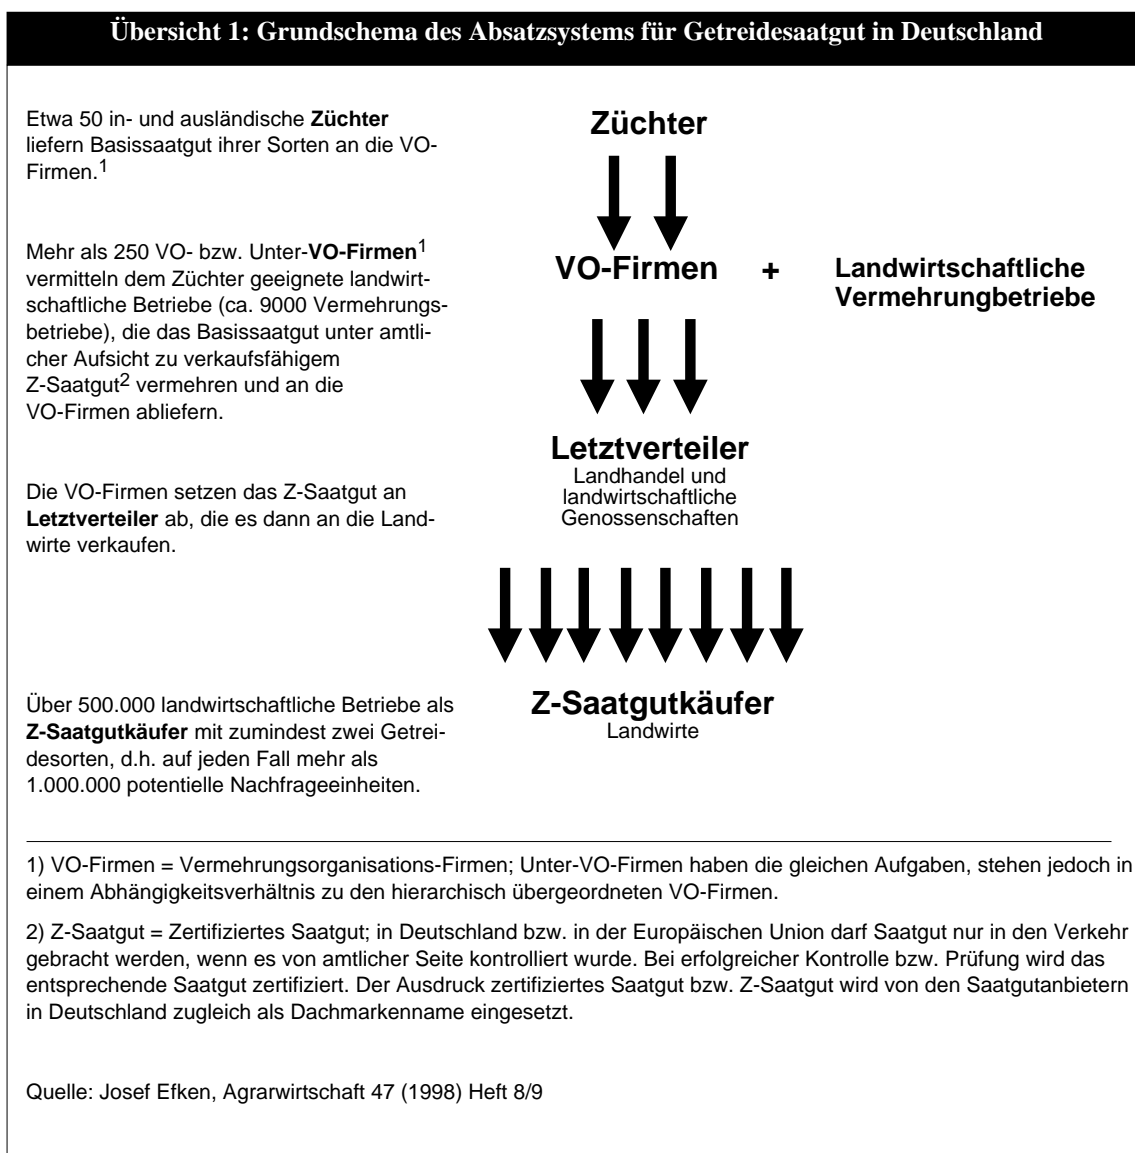 Übersicht 1: Grundschema des Absatzsystems für Getreidesaatgut in Deutschland
Etwa 50 in- und ausländische Züchter
liefern Basissaatgut ihrer Sorten an die VO-
Firmen.1
Züchter
Mehr als 250 VO- bzw. Unter-VO-Firmen1
vermitteln dem Züchter geeignete landwirt-
schaftliche Betriebe (ca. 9000 Vermehrungs-
betriebe), die das Basissaatgut unter amtli-
cher Aufsicht zu verkaufsfähigem
Z-Saatgut2 vermehren und an die
VO-Firmen abliefern.
VO-Firmen + Landwirtschaftliche
Vermehrungbetriebe
Letztverteiler
Landhandel und
landwirtschaftliche
Genossenschaften
Die VO-Firmen setzen das Z-Saatgut an
Letztverteiler ab, die es dann an die Land-
wirte verkaufen.
Über 500.000 landwirtschaftliche Betriebe als
Z-Saatgutkäufer mit zumindest zwei Getrei-
desorten, d.h. auf jeden Fall mehr als
1.000.000 potentielle Nachfrageeinheiten.
Z-Saatgutkäufer
Landwirte
1) VO-Firmen = Vermehrungsorganisations-Firmen; Unter-VO-Firmen haben die gleichen Aufgaben, stehen jedoch in
einem Abhängigkeitsverhältnis zu den hierarchisch übergeordneten VO-Firmen.
2) Z-Saatgut = Zertifiziertes Saatgut; in Deutschland bzw. in der Europäischen Union darf Saatgut nur in den Verkehr
gebracht werden, wenn es von amtlicher Seite kontrolliert wurde. Bei erfolgreicher Kontrolle bzw. Prüfung wird das
entsprechende Saatgut zertifiziert. Der Ausdruck zertifiziertes Saatgut bzw. Z-Saatgut wird von den Saatgutanbietern
in Deutschland zugleich als Dachmarkenname eingesetzt.
Quelle: Josef Efken, Agrarwirtschaft 47 (1998) Heft 8/9